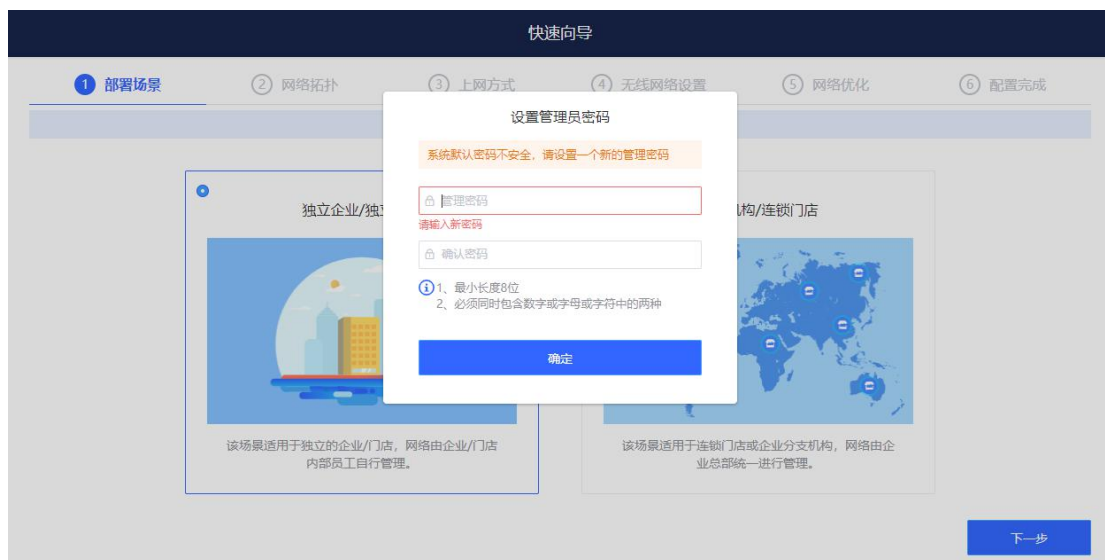 快速向导
1 部署场景
2 网络拓扑
3 上网方式
4 无线网络设置
5 网络优化
6 配置完成
设置管理员密码
系统默认密码不安全，请设置一个新的管理密码
管理密码
请输入新密码
确认密码
1、最小长度8位
2、必须同时包含数字或字母或字符中的两种
确定
独立企业/独
构/连锁门店
该场景适用于独立的企业/门店，网络由企业/门店
内部员工自行管理。
该场景适用于连锁门店或企业分支机构，网络由企
业总部统一进行管理。
下一步